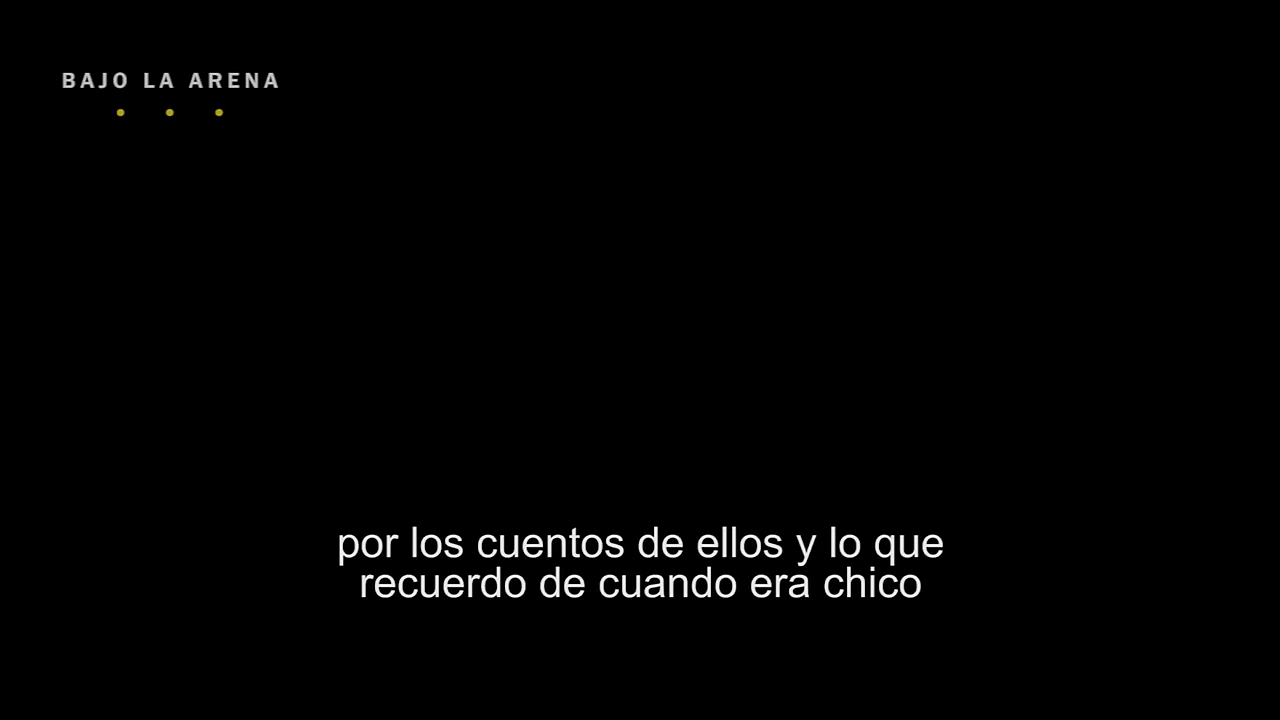 BAJO LA ARENA
por los cuentos de ellos y lo que
recuerdo de cuando era chico